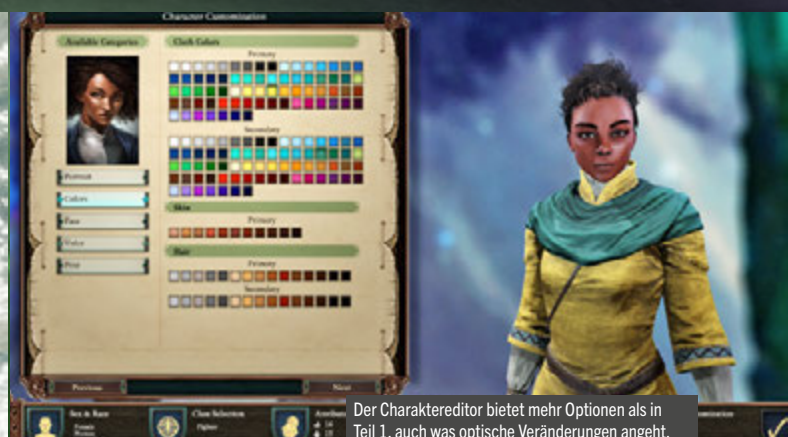 Character Customization
Available Categories
Cloth Colors
Primary
Secondary
Portrait
Colors
Face
Voice
Skin
Primary
Hair
Primary
Secondary
Previous
Next
Sex & Race
Female
Class Selection
Fighter
Attributes
Der Charaktereditor bietet mehr Optionen als in
Teil 1, auch was optische Veränderungen angeht.